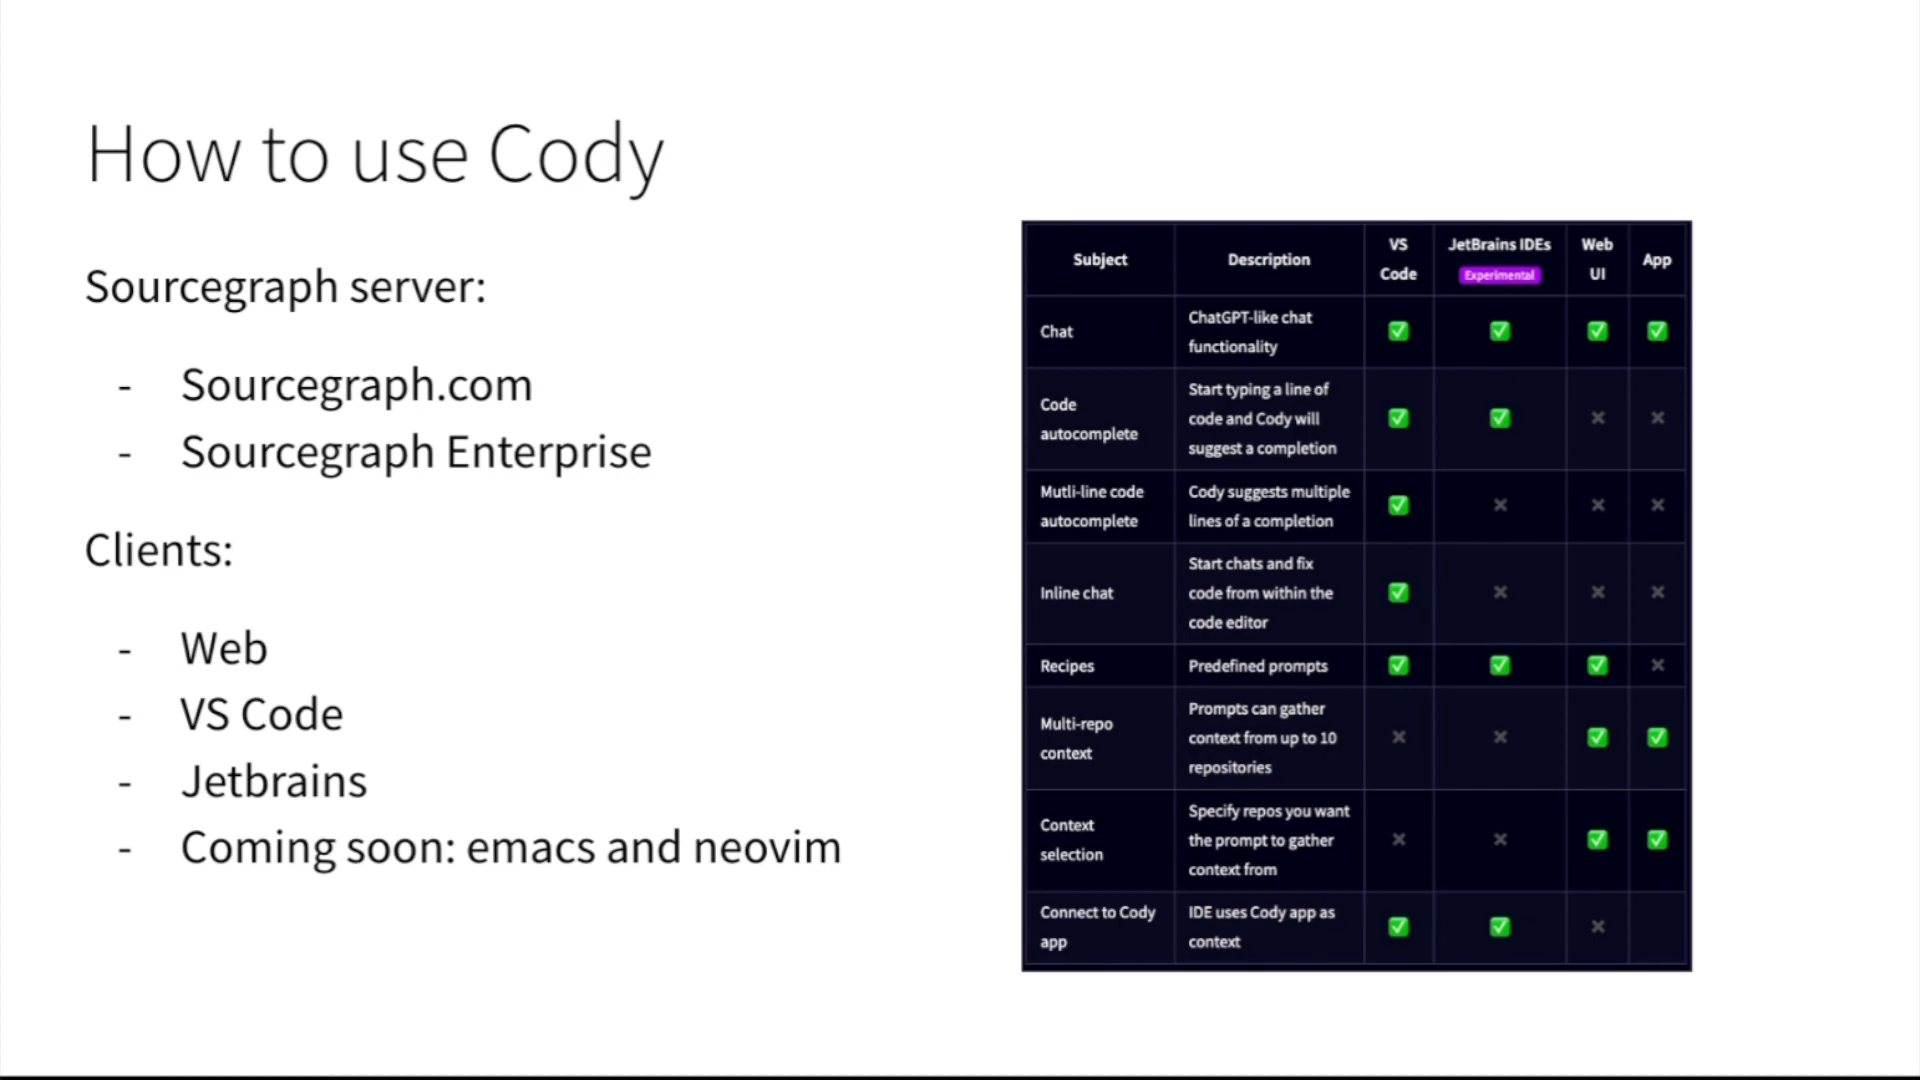 How to use Cody
Sourcegraph server:
- Sourcegraph.com
- Sourcegraph Enterprise
Clients:
- Web
- VS Code
- Jetbrains
- Coming soon: emacs and neovim
Subject Description VS Code JetBrains IDEs Experimental Web UI App
Chat ChatGPT-like chat functionality ✅ ✅ ✅ ✅
Code autocomplete Start typing a line of code and Cody will suggest a completion ✅ ✅ ✕ ✕
Mutli-line code autocomplete Cody suggests multiple lines of a completion ✅ ✕ ✕ ✕
Inline chat Start chats and fix code from within the code editor ✅ ✕ ✕ ✕
Recipes Predefined prompts ✅ ✅ ✅ ✕
Multi-repo context Prompts can gather context from up to 10 repositories ✕ ✕ ✅ ✅
Context selection Specify repos you want the prompt to gather context from ✕ ✕ ✅ ✅
Connect to Cody app IDE uses Cody app as context ✅ ✅ ✕